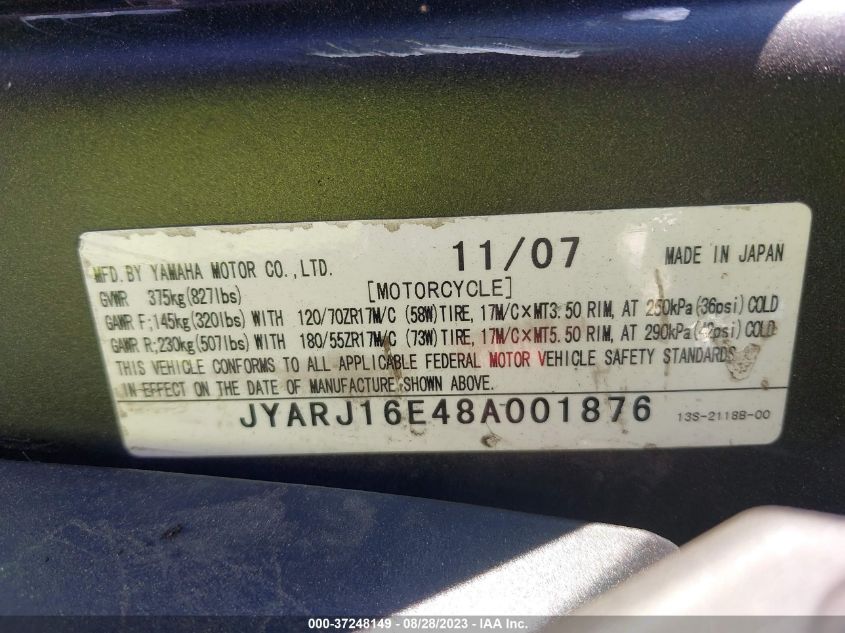 MFD. BY YAMAHA MOTOR CO., LTD. 11/07 MADE IN JAPAN
GVWR 375kg(827lbs) [MOTORCYCLE]
GAWR F;145kg(320lbs) WITH 120/70ZR17M/C (58W) TIRE, 17M/C×MT3.50 RIM, AT 250kPa(36psi) COLD
GAWR R;230kg(507lbs) WITH 180/55ZR17M/C (73W) TIRE, 17M/C×MT5.50 RIM, AT 290kPa(42psi) COLD
THIS VEHICLE CONFORMS TO ALL APPLICABLE FEDERAL MOTOR VEHICLE SAFETY STANDARDS
IN EFFECT ON THE DATE OF MANUFACTURE SHOWN ABOVE.
JYARJ16E48A001876 13S-2118B-00
000-37248149 - 08/28/2023 - IAA Inc.